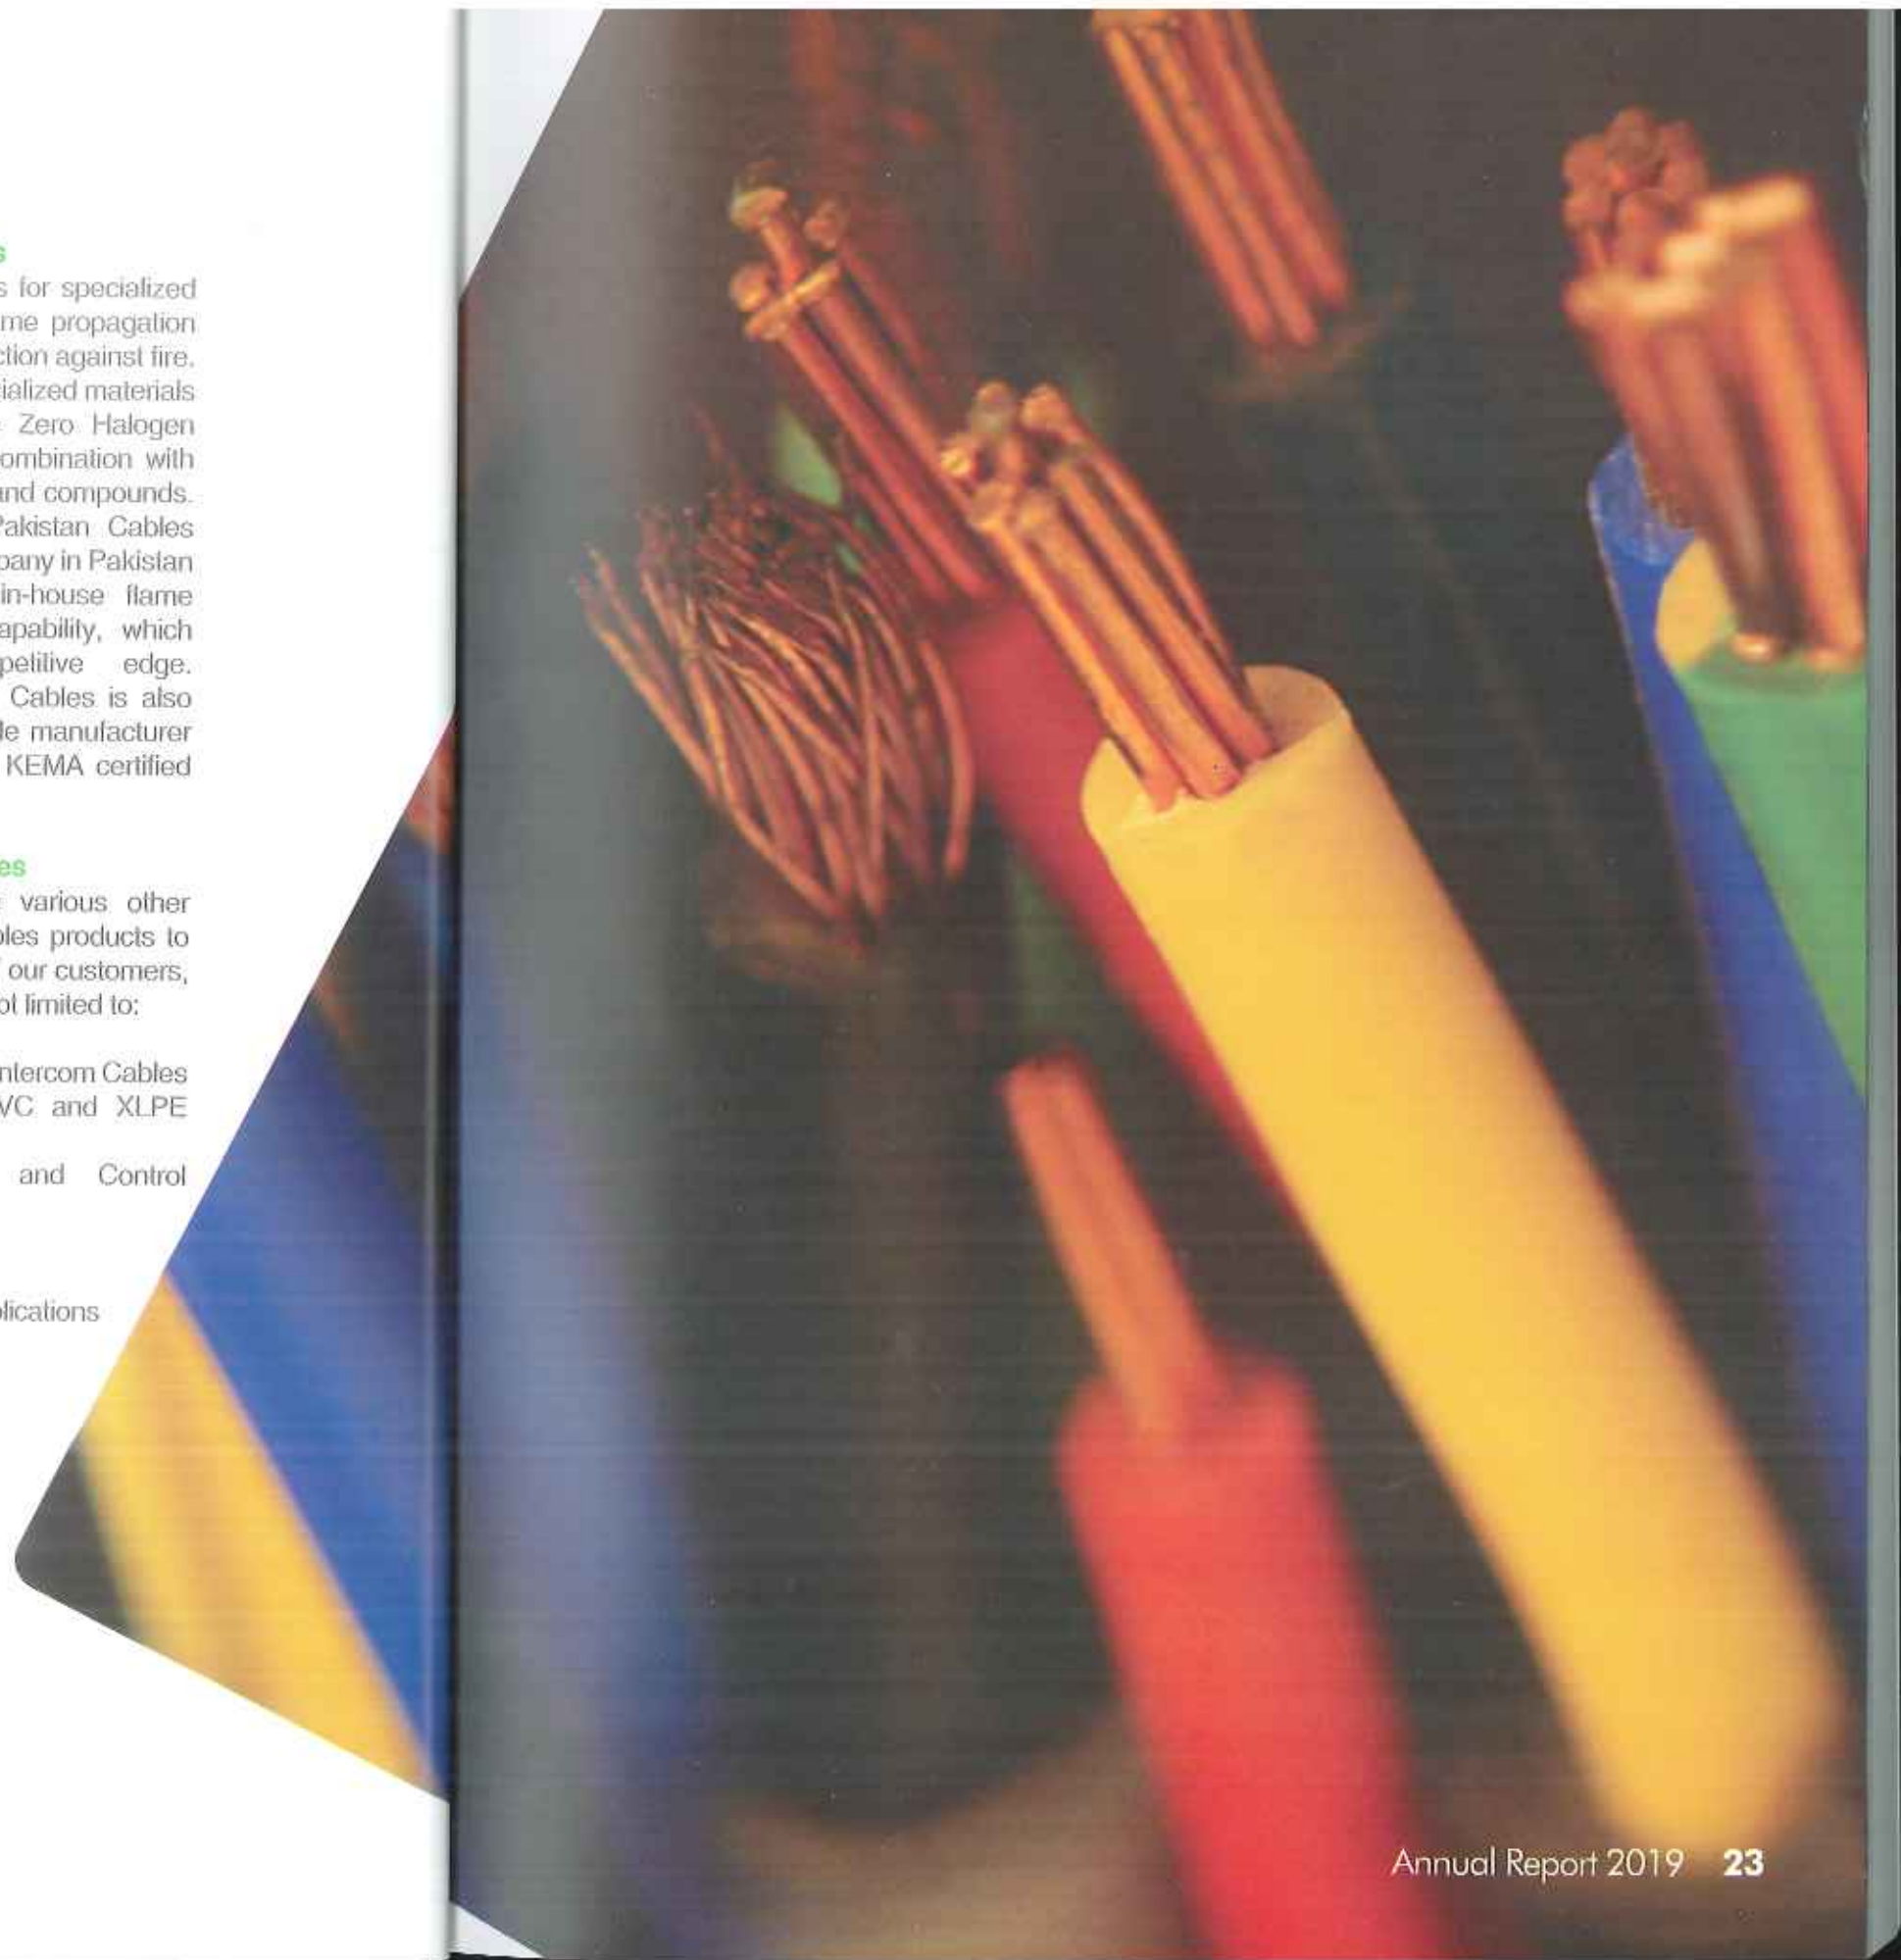 s
s for specialized
me propagation
ction against fire.
ialized materials
Zero Halogen
ombination with
and compounds.
Pakistan Cables
pany in Pakistan
in-house flame
apability, which
petitive edge.
Cables is also
le manufacturer
KEMA certified
es
various other
bles products to
our customers,
ot limited to:
ntercom Cables
VC and XLPE
and Control
lications
Annual Report 2019 23